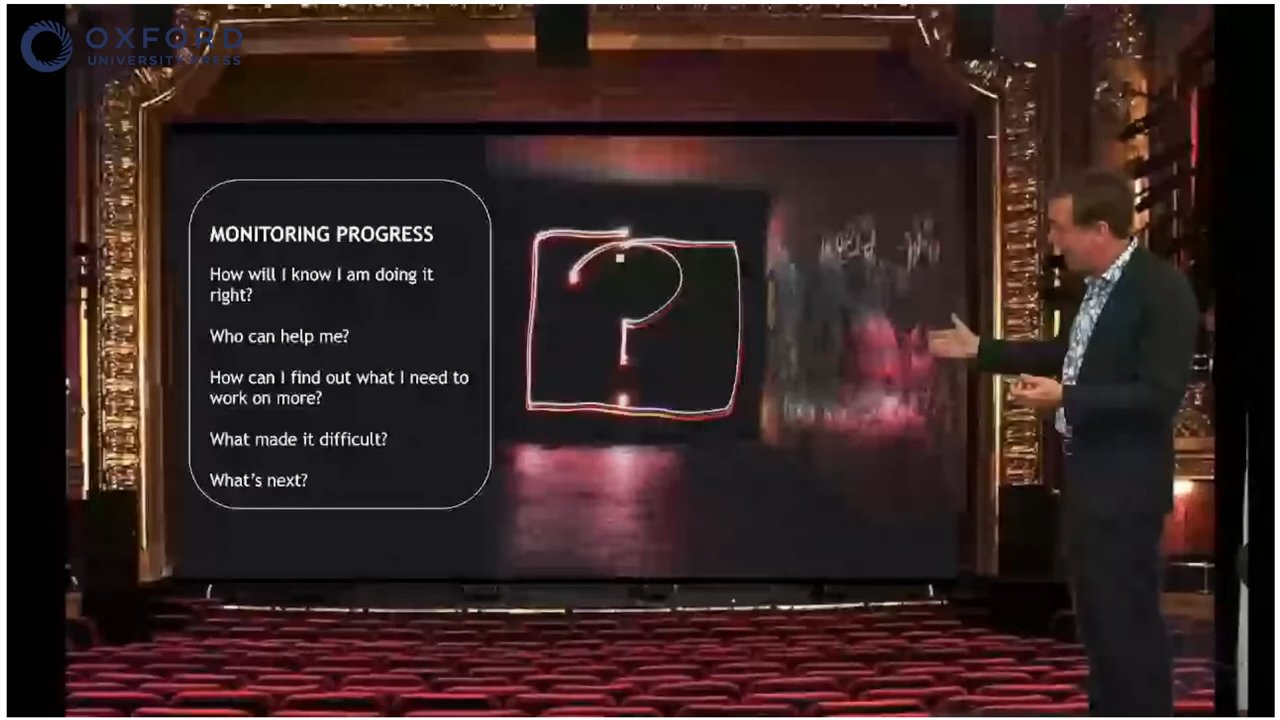 OXFORD
UNIVERSITY PRESS
MONITORING PROGRESS
How will I know I am doing it
right?
Who can help me?
How can I find out what I need to
work on more?
What made it difficult?
What's next?
?